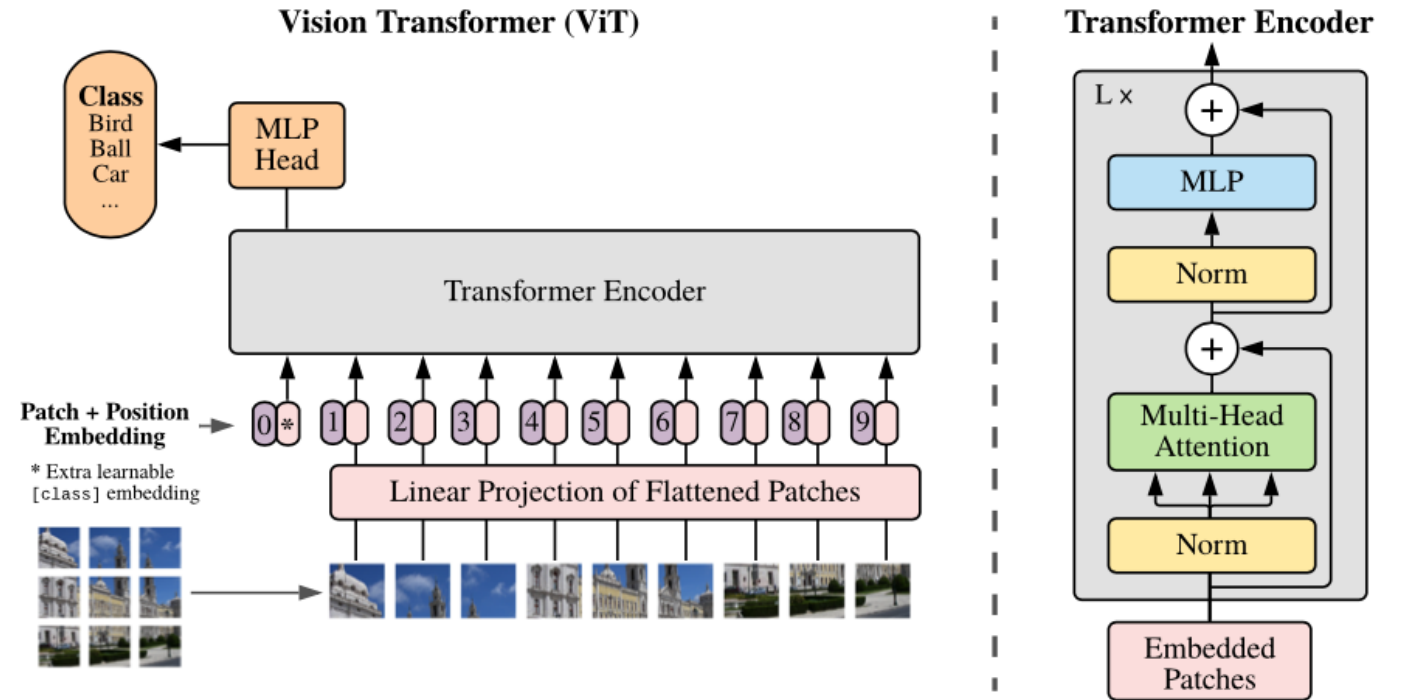 Vision Transformer (ViT)
Class
Bird
Ball
Car
...
MLP
Head
Transformer Encoder
Patch + Position
Embedding
0 * 1 2 3 4 5 6 7 8 9
* Extra learnable
[class] embedding
Linear Projection of Flattened Patches
Transformer Encoder
L ×
+
MLP
Norm
+
Multi-Head
Attention
Norm
Embedded
Patches